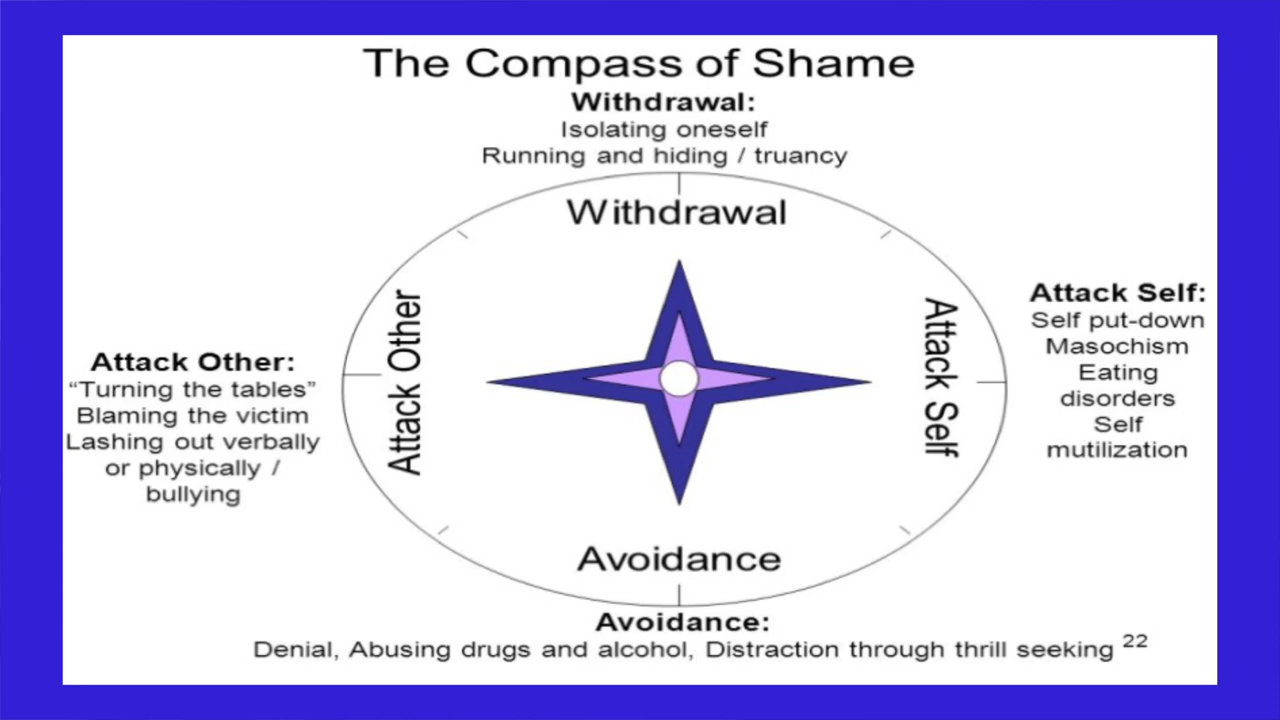 The Compass of Shame
Withdrawal:
Isolating oneself
Running and hiding / truancy
Withdrawal
Attack Other:
“Turning the tables”
Blaming the victim
Lashing out verbally
or physically /
bullying
Attack Other
Attack Self
Attack Self:
Self put-down
Masochism
Eating
disorders
Self
mutilization
Avoidance
Avoidance:
Denial, Abusing drugs and alcohol, Distraction through thrill seeking 22